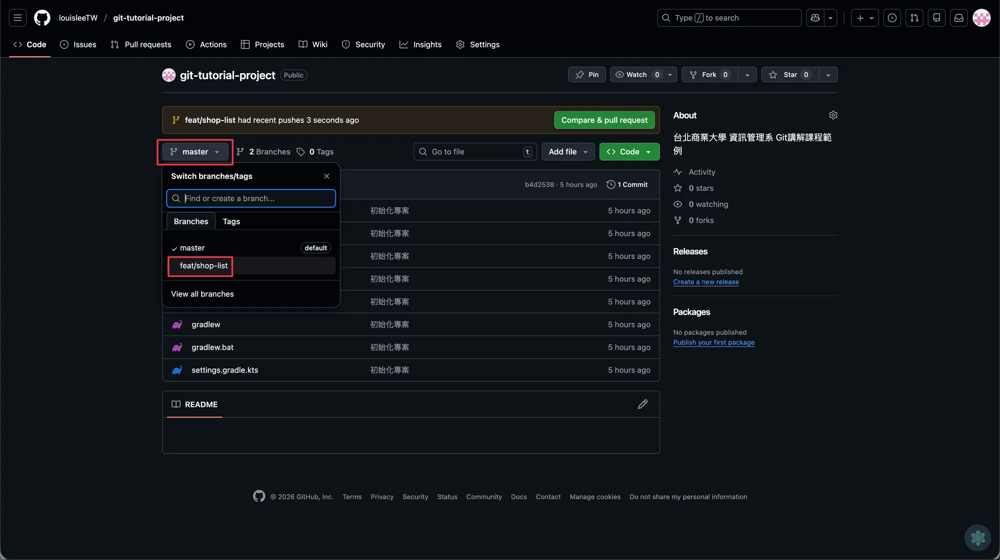 louisleeTW / git-tutorial-project
Type / to search
Code
Issues
Pull requests
Actions
Projects
Wiki
Security
Insights
Settings
git-tutorial-project Public
Pin
Watch 0
Fork 0
Star 0
feat/shop-list had recent pushes 3 seconds ago
Compare & pull request
master
2 Branches
0 Tags
Go to file t
Add file
Code
Switch branches/tags
Find or create a branch...
Branches
Tags
master default
feat/shop-list
View all branches
b4d2538 · 5 hours ago
1 Commit
初始化專案 5 hours ago
初始化專案 5 hours ago
初始化專案 5 hours ago
初始化專案 5 hours ago
初始化專案 5 hours ago
gradlew 初始化專案 5 hours ago
gradlew.bat 初始化專案 5 hours ago
settings.gradle.kts 初始化專案 5 hours ago
README
About
台北商業大學 資訊管理系 Git講解課程範
例
Activity
0 stars
0 watching
0 forks
Releases
No releases published
Create a new release
Packages
No packages published
Publish your first package
© 2026 GitHub, Inc. Terms Privacy Security Status Community Docs Contact Manage cookies Do not share my personal information